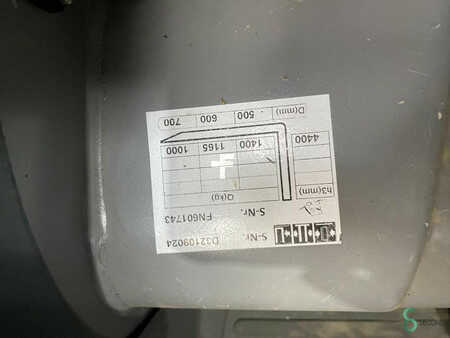 S-Nr. D32109024
S-Nr. FN601743
h3(mm) Q(kg)
4400 1400 1165 1000
D(mm) 500 600 700